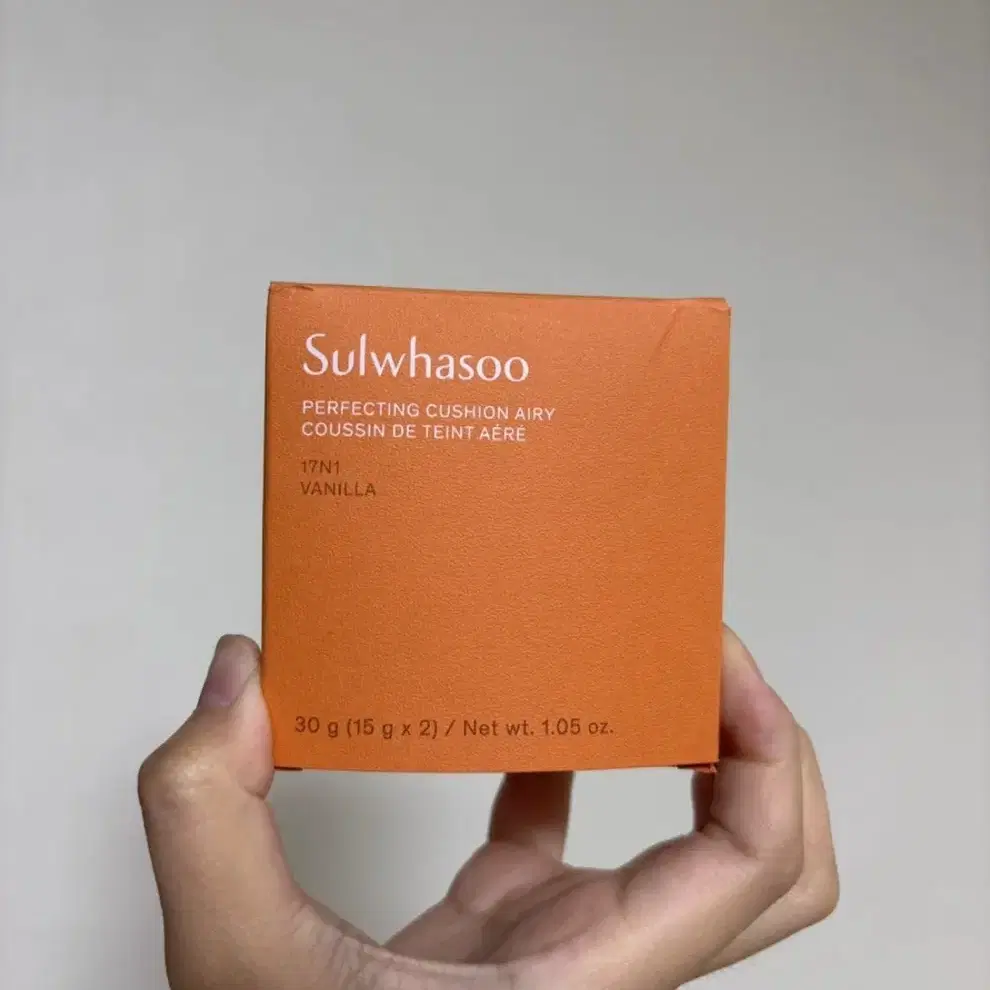 Sulwhasoo
PERFECTING CUSHION AIRY
COUSSIN DE TEINT AÉRÉ
17N1
VANILLA
30 g (15 g x 2) / Net wt. 1.05 oz.